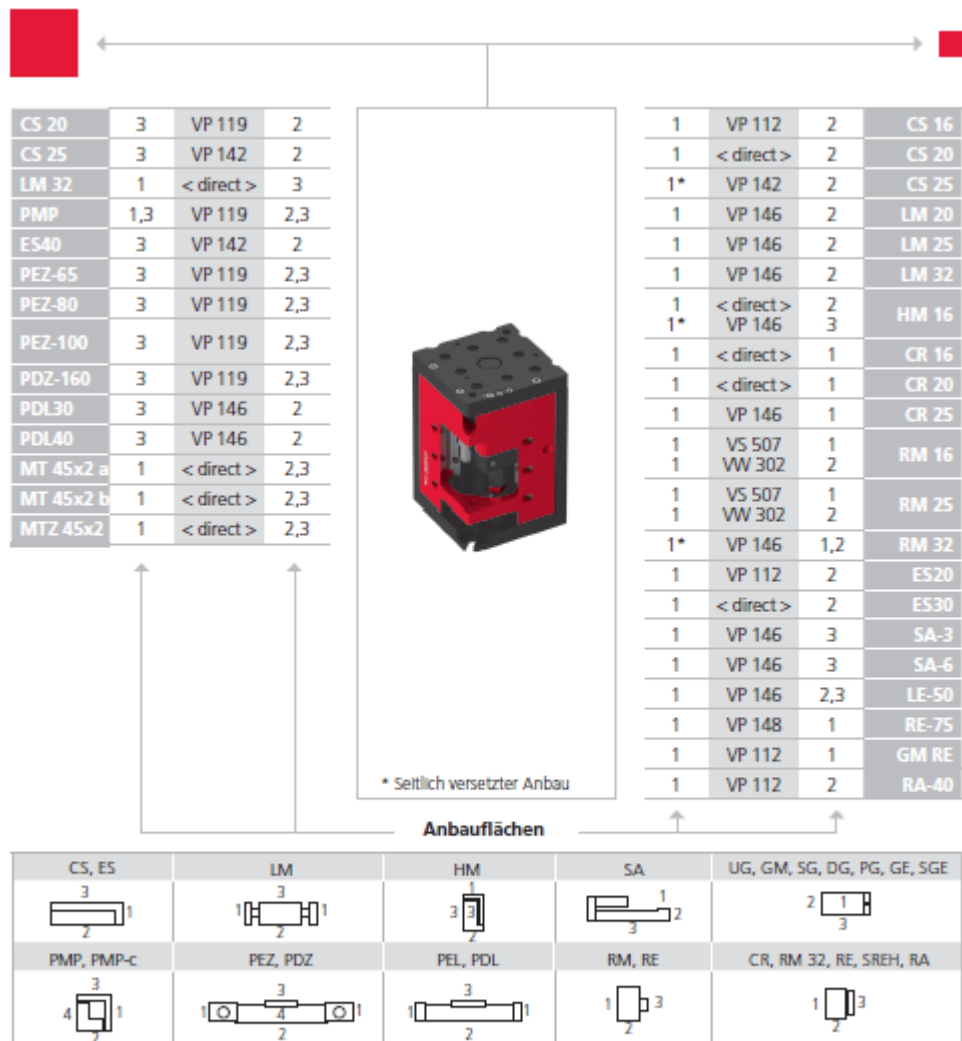 CS 20 3 VP 119 2
CS 25 3 VP 142 2
LM 32 1 < direct > 3
PMP 1,3 VP 119 2,3
ES40 3 VP 142 2
PEZ-65 3 VP 119 2,3
PEZ-80 3 VP 119 2,3
PEZ-100 3 VP 119 2,3
PDZ-160 3 VP 119 2,3
PDL30 3 VP 146 2
PDL40 3 VP 146 2
MT 45x2 a 1 < direct > 2,3
MT 45x2 b 1 < direct > 2,3
MTZ 45x2 1 < direct > 2,3
* Seitlich versetzter Anbau
1 VP 112 2 CS 16
1 < direct > 2 CS 20
1* VP 142 2 CS 25
1 VP 146 2 LM 20
1 VP 146 2 LM 25
1 VP 146 2 LM 32
1 < direct > 2 HM 16
1* VP 146 3
1 < direct > 1 CR 16
1 < direct > 1 CR 20
1 VP 146 1 CR 25
1 VS 507 1 RM 16
1 VW 302 2
1 VS 507 1 RM 25
1 VW 302 2
1* VP 146 1,2 RM 32
1 VP 112 2 ES20
1 < direct > 2 ES30
1 VP 146 3 SA-3
1 VP 146 3 SA-6
1 VP 146 2,3 LE-50
1 VP 148 1 RE-75
1 VP 112 1 GM RE
1 VP 112 2 RA-40
Anbauflächen
CS, ES LM HM SA UG, GM, SG, DG, PG, GE, SGE
3 1 2
3 1 1 2
1 3 3 2
1 2 3
2 1 3
PMP, PMP-c PEZ, PDZ PEL, PDL RM, RE CR, RM 32, RE, SREH, RA
3 4 1 2
3 1 4 1 2
3 1 1 2
1 3 2
1 3 2